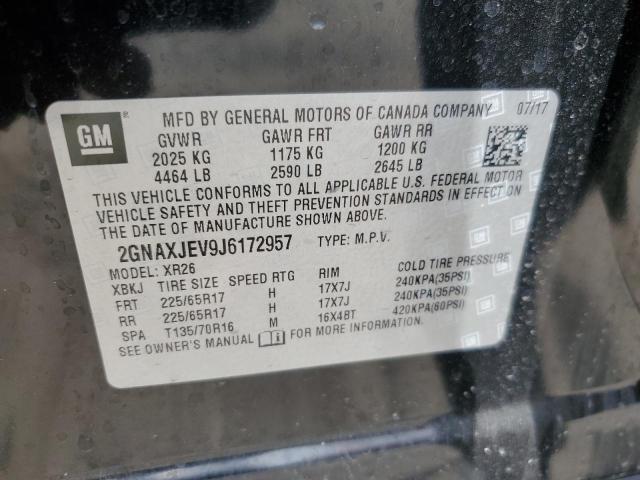 GM
MFD BY GENERAL MOTORS OF CANADA COMPANY 07/17
GVWR GAWR FRT GAWR RR
2025 KG 1175 KG 1200 KG
4464 LB 2590 LB 2645 LB
THIS VEHICLE CONFORMS TO ALL APPLICABLE U.S. FEDERAL MOTOR
VEHICLE SAFETY AND THEFT PREVENTION STANDARDS IN EFFECT ON
THE DATE OF MANUFACTURE SHOWN ABOVE.
2GNAXJEV9J6172957 TYPE: M.P.V.
MODEL: XR26
XBKJ TIRE SIZE SPEED RTG RIM COLD TIRE PRESSURE
FRT 225/65R17 H 17X7J 240KPA(35PSI)
RR 225/65R17 H 17X7J 240KPA(35PSI)
SPA T135/70R16 M 16X4BT 420KPA(60PSI)
SEE OWNER'S MANUAL FOR MORE INFORMATION.